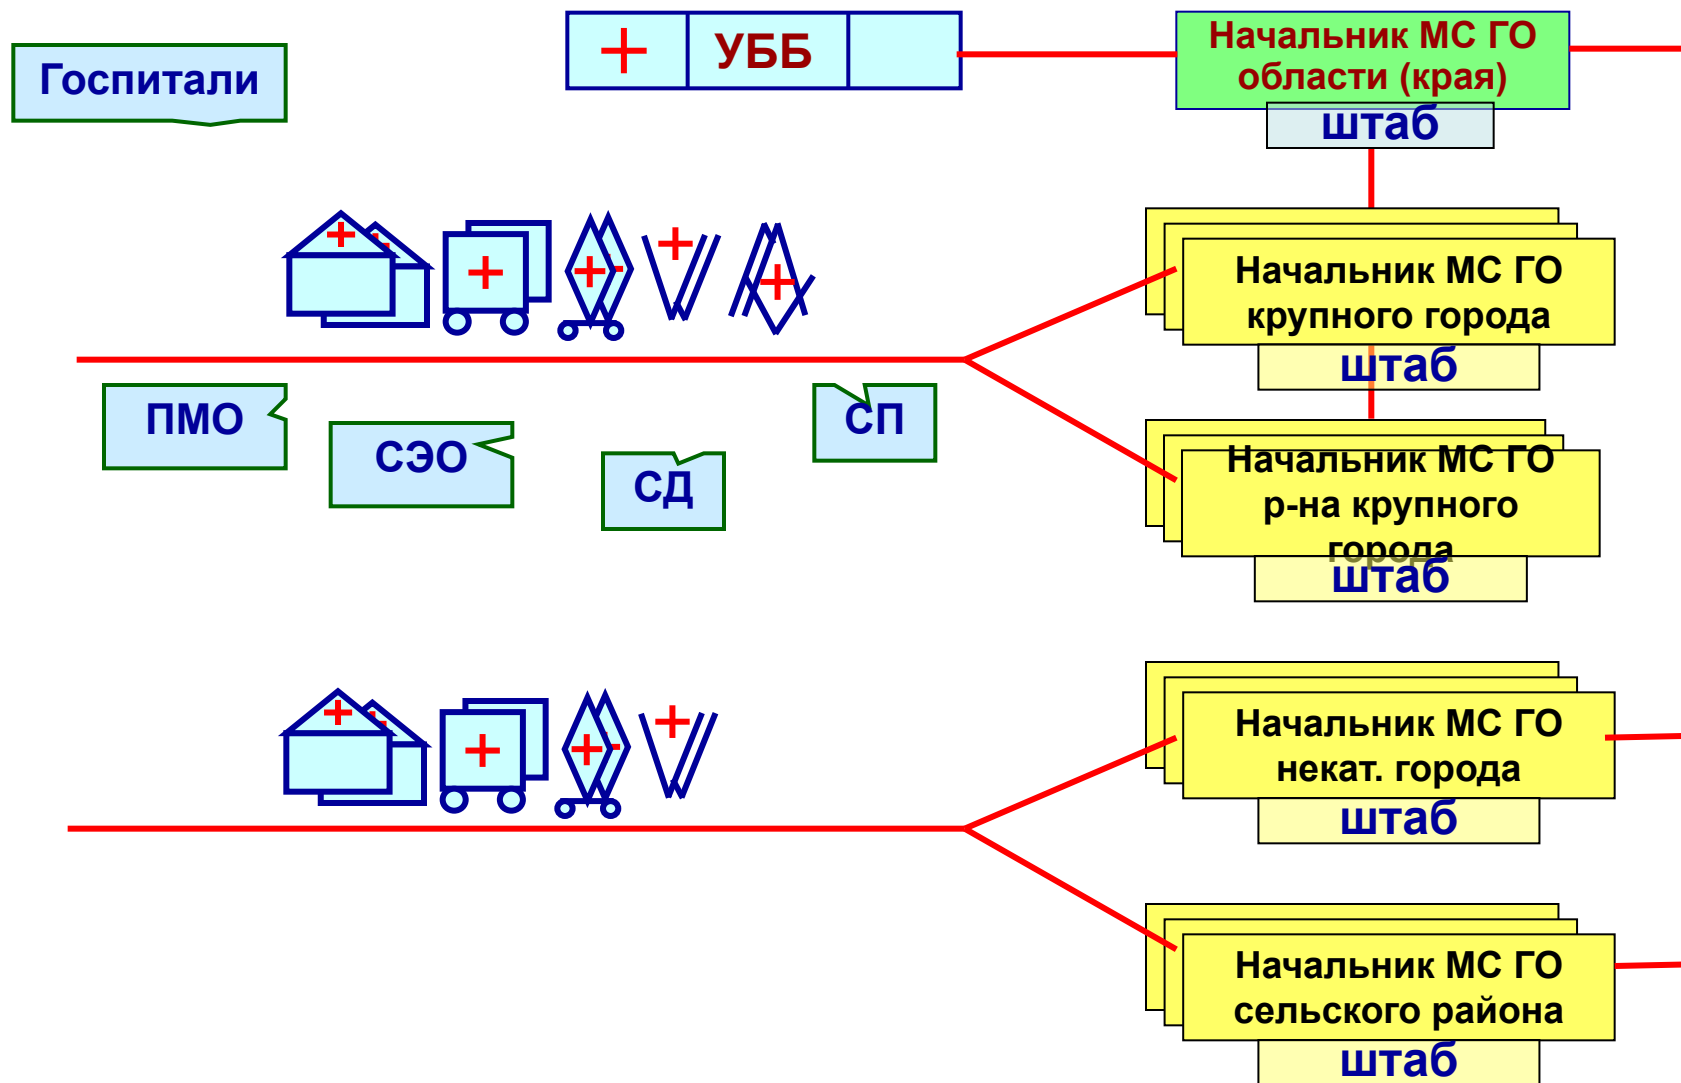 Госпитали
УББ
Начальник МС ГО
области (края)
штаб
Начальник МС ГО
крупного города
штаб
ПМО
СЭО
СД
СП
Начальник МС ГО
р-на крупного
города
штаб
Начальник МС ГО
некат. города
штаб
Начальник МС ГО
сельского района
штаб